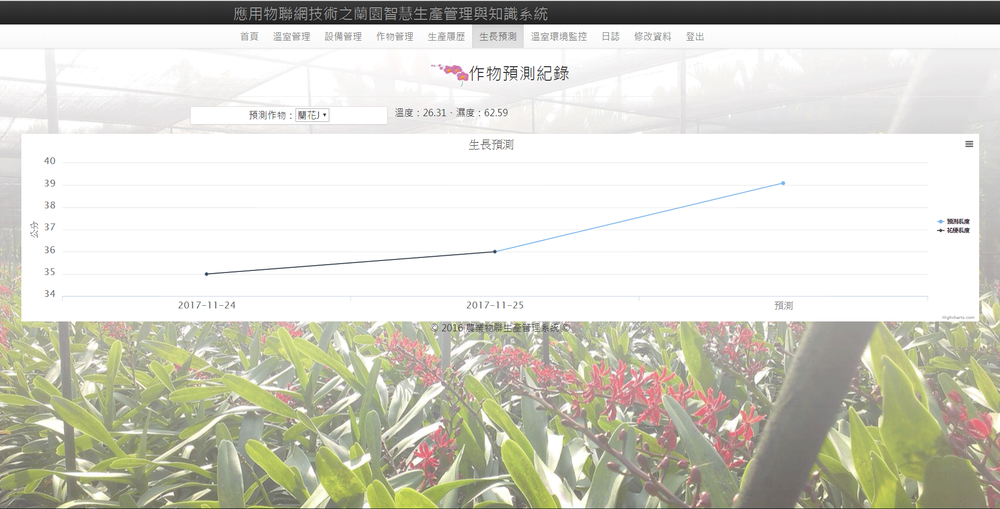 應用物聯網技術之蘭園智慧生產管理與知識系統
首頁 溫室管理 設備管理 作物管理 生產履歷 生長預測 溫室環境監控 日誌 修改資料 登出
作物預測紀錄
預測作物：蘭花J
溫度：26.31、濕度：62.59
生長預測
40
39
38
37
36
35
34
公分
預測長度
花梗長度
2017-11-24 2017-11-25 預測
Highcharts.com
© 2016 農業物聯生產管理系統 ©